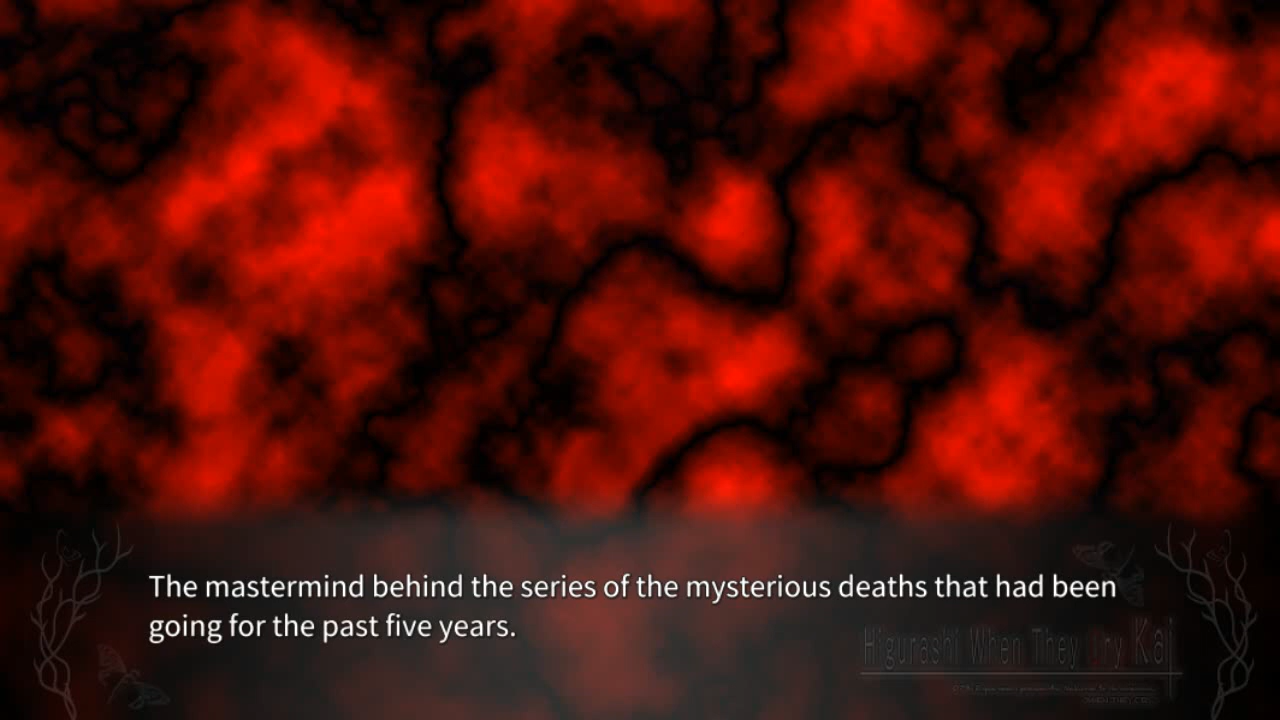 The mastermind behind the series of the mysterious deaths that had been
going for the past five years.
Higurashi When They Cry Kai